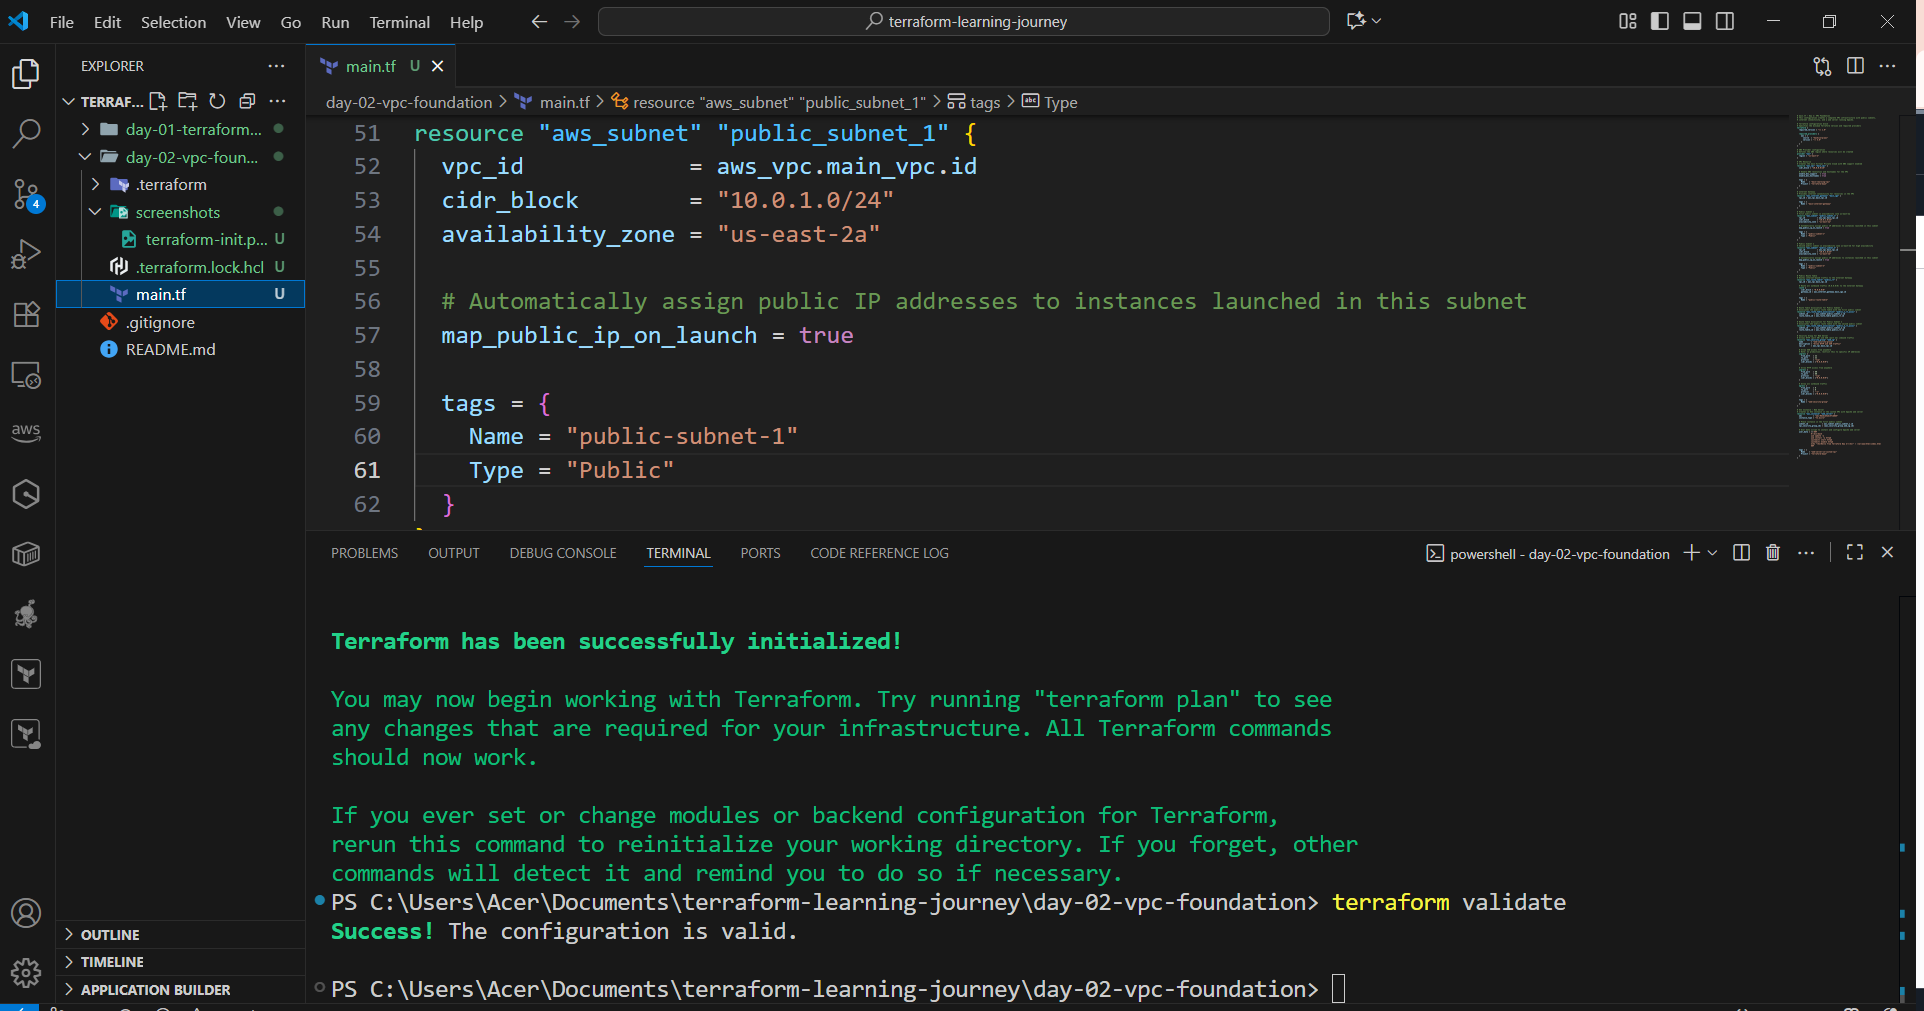 File Edit Selection View Go Run Terminal Help
terraform-learning-journey
EXPLORER
TERRAF...
day-01-terraform...
day-02-vpc-foun...
.terraform
screenshots
terraform-init.p... U
.terraform.lock.hcl U
main.tf U
.gitignore
README.md
4
aws
OUTLINE
TIMELINE
APPLICATION BUILDER
main.tf U
day-02-vpc-foundation > main.tf > resource "aws_subnet" "public_subnet_1" > tags > abc Type
51 resource "aws_subnet" "public_subnet_1" {
52 vpc_id = aws_vpc.main_vpc.id
53 cidr_block = "10.0.1.0/24"
54 availability_zone = "us-east-2a"
55
56 # Automatically assign public IP addresses to instances launched in this subnet
57 map_public_ip_on_launch = true
58
59 tags = {
60 Name = "public-subnet-1"
61 Type = "Public"
62 }
PROBLEMS OUTPUT DEBUG CONSOLE TERMINAL PORTS CODE REFERENCE LOG
powershell - day-02-vpc-foundation
Terraform has been successfully initialized!
You may now begin working with Terraform. Try running "terraform plan" to see
any changes that are required for your infrastructure. All Terraform commands
should now work.
If you ever set or change modules or backend configuration for Terraform,
rerun this command to reinitialize your working directory. If you forget, other
commands will detect it and remind you to do so if necessary.
PS C:\Users\Acer\Documents\terraform-learning-journey\day-02-vpc-foundation> terraform validate
Success! The configuration is valid.
PS C:\Users\Acer\Documents\terraform-learning-journey\day-02-vpc-foundation>